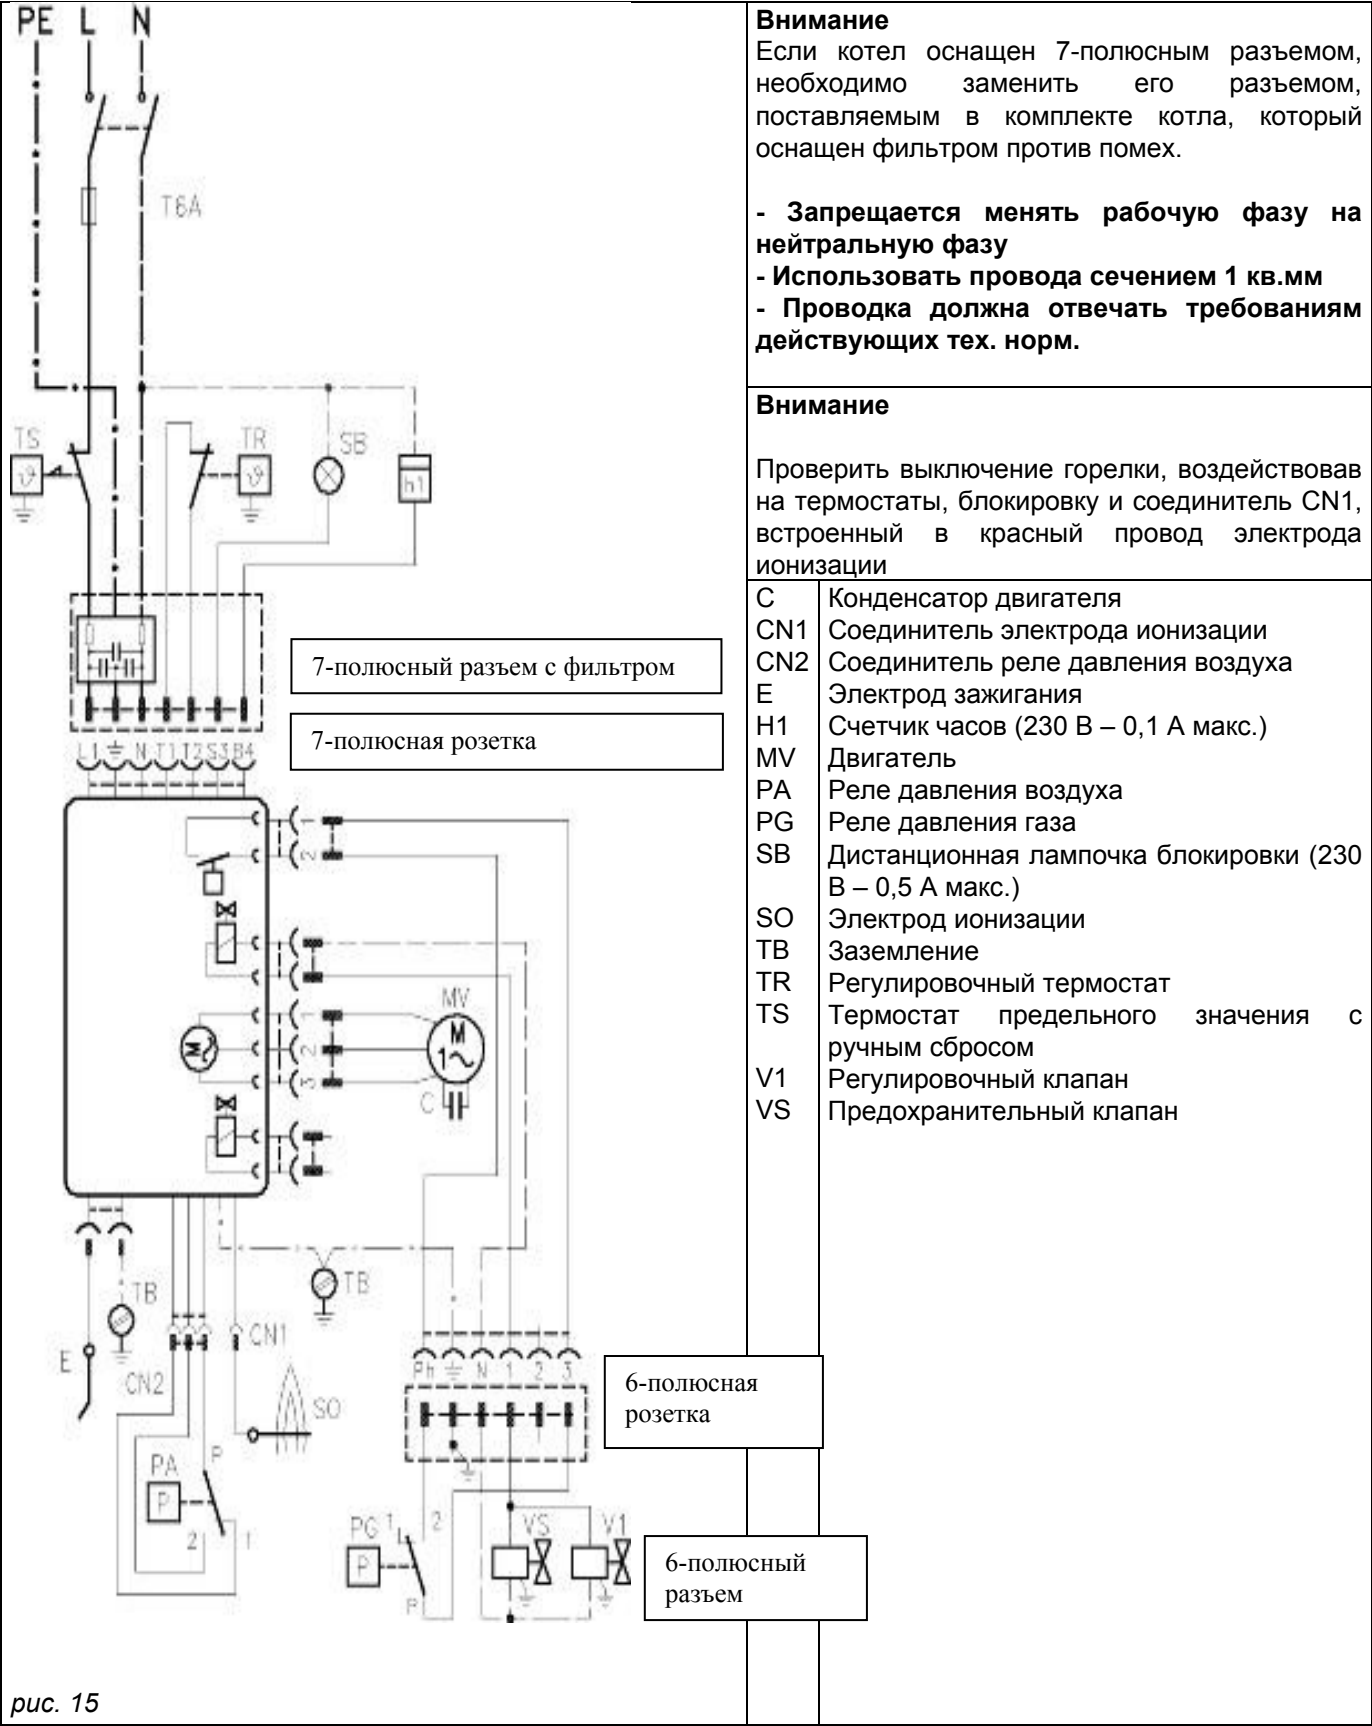 PE L N
T6A
TS
TR
SB
h1
ϑ
ϑ
7-полюсный разъем с фильтром
7-полюсная розетка
L1 N T1 T2 S3 B4
1
2
1
2
3
MV
M
1~
C
M
TB
TB
E
CN2
CN1
SO
Ph N 1 2 3
6-полюсная
розетка
PA
P
P
2
1
PG
P
1
2
P
VS
V1
6-полюсный
разъем
рис. 15
Внимание
Если котел оснащен 7-полюсным разъемом,
необходимо заменить его разъемом,
поставляемым в комплекте котла, который
оснащен фильтром против помех.
- Запрещается менять рабочую фазу на
нейтральную фазу
- Использовать провода сечением 1 кв.мм
- Проводка должна отвечать требованиям
действующих тех. норм.
Внимание
Проверить выключение горелки, воздействовав
на термостаты, блокировку и соединитель CN1,
встроенный в красный провод электрода
ионизации
C Конденсатор двигателя
CN1 Соединитель электрода ионизации
CN2 Соединитель реле давления воздуха
E Электрод зажигания
H1 Счетчик часов (230 В – 0,1 А макс.)
MV Двигатель
PA Реле давления воздуха
PG Реле давления газа
SB Дистанционная лампочка блокировки (230
В – 0,5 А макс.)
SO Электрод ионизации
TB Заземление
TR Регулировочный термостат
TS Термостат предельного значения с
ручным сбросом
V1 Регулировочный клапан
VS Предохранительный клапан